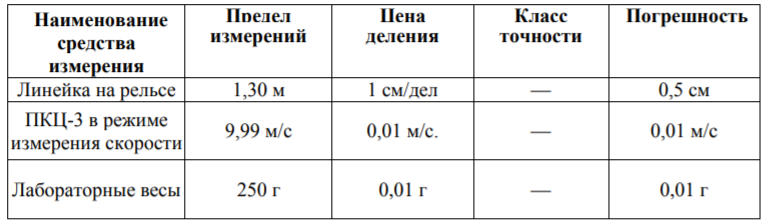 Наименование средства измерения
Предел измерений
Цена деления
Класс точности
Погрешность
Линейка на рельсе
1,30 м
1 см/дел
—
0,5 см
ПКЦ-3 в режиме измерения скорости
9,99 м/с
0,01 м/с.
—
0,01 м/с
Лабораторные весы
250 г
0,01 г
—
0,01 г